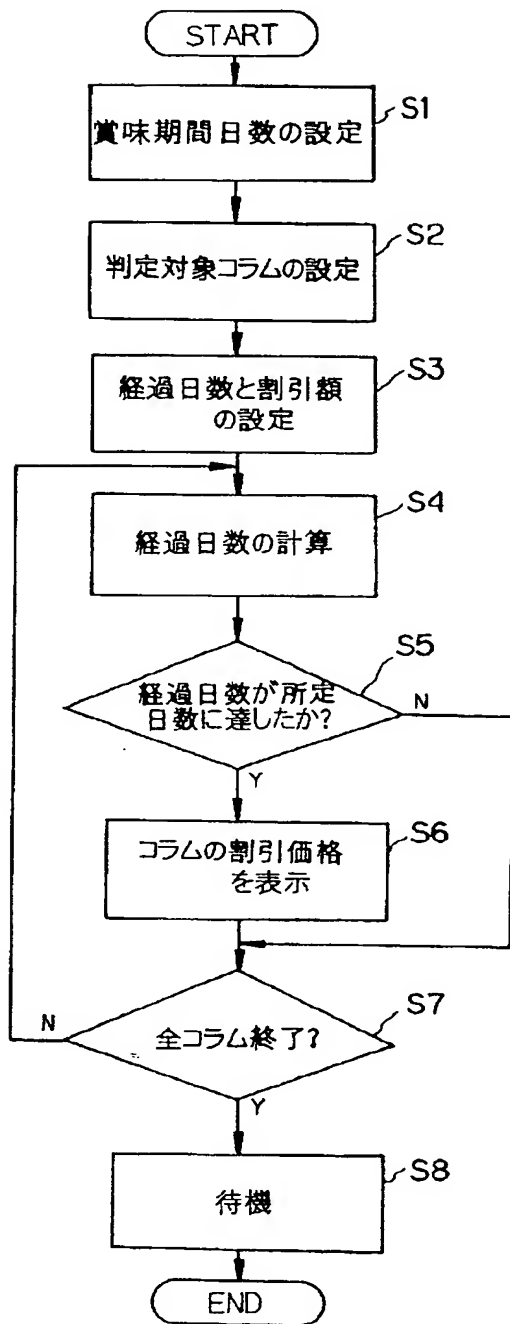 START
賞味期間日数の設定
S1
判定対象コラムの設定
S2
経過日数と割引額
の設定
S3
経過日数の計算
S4
経過日数が所定
日数に達したか?
S5
N
Y
コラムの割引価格
を表示
S6
全コラム終了?
S7
N
Y
待機
S8
END